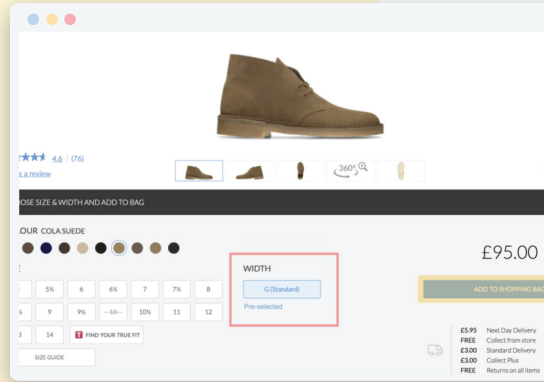 4.6 | (76)
e a review
360°
OSE SIZE & WIDTH AND ADD TO BAG
OUR COLA SUEDE
£95.00
WIDTH
G (Standard)
Pre-selected
ADD TO SHOPPING BAG
5½ 6 6½ 7 7½ 8
9 9½ 10 10½ 11 12
14 T FIND YOUR TRUE FIT
SIZE GUIDE
£5.95 Next Day Delivery
FREE Collect from store
£3.00 Standard Delivery
£3.00 Collect Plus
FREE Returns on all items